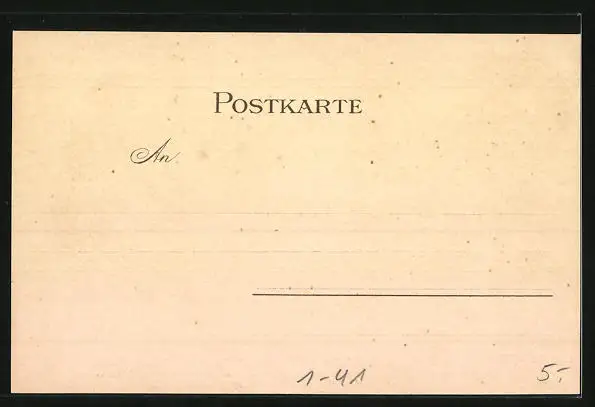 POSTKARTE
An
1-41
5.-